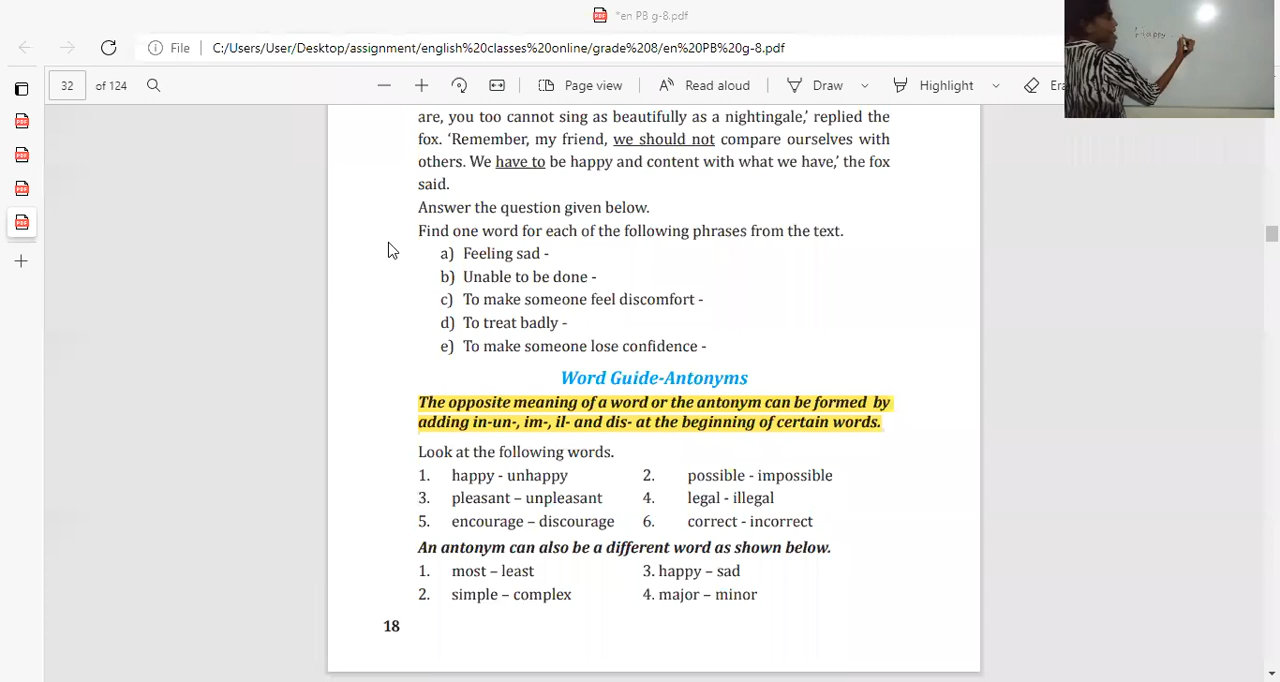 *en PB g-8.pdf
File
C:/Users/User/Desktop/assignment/english%20classes%20online/grade%208/en%20PB%20g-8.pdf
32 of 124
Page view
Read aloud
Draw
Highlight
Era
are, you too cannot sing as beautifully as a nightingale,’ replied the
fox. ‘Remember, my friend, we should not compare ourselves with
others. We have to be happy and content with what we have,’ the fox
said.
Answer the question given below.
Find one word for each of the following phrases from the text.
a) Feeling sad -
b) Unable to be done -
c) To make someone feel discomfort -
d) To treat badly -
e) To make someone lose confidence -
Word Guide-Antonyms
The opposite meaning of a word or the antonym can be formed by
adding in-un-, im-, il- and dis- at the beginning of certain words.
Look at the following words.
1. happy - unhappy 2. possible - impossible
3. pleasant – unpleasant 4. legal - illegal
5. encourage – discourage 6. correct - incorrect
An antonym can also be a different word as shown below.
1. most – least 3. happy – sad
2. simple – complex 4. major – minor
18